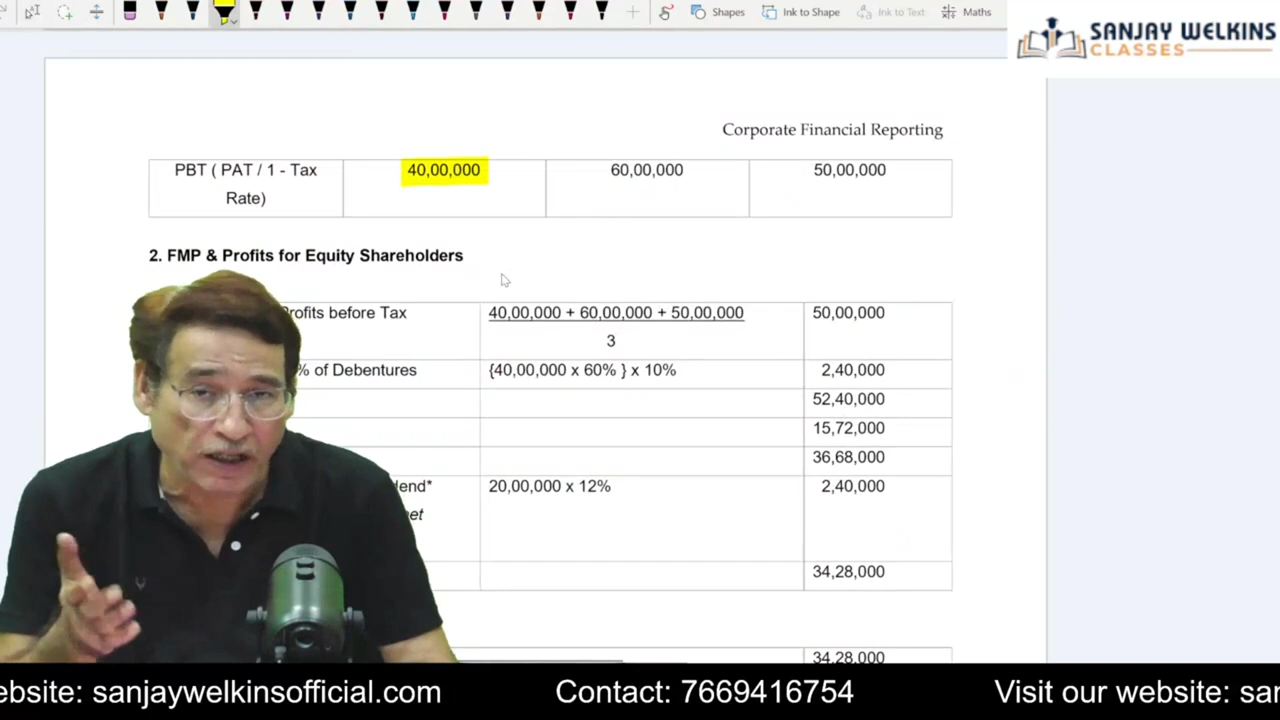 Shapes
Ink to Shape
Ink to Text
Maths
SANJAY WELKINS
CLASSES
Corporate Financial Reporting
PBT ( PAT / 1 - Tax
Rate)
40,00,000
60,00,000
50,00,000
2. FMP & Profits for Equity Shareholders
rofits before Tax
40,00,000 + 60,00,000 + 50,00,000
3
50,00,000
% of Debentures
{40,00,000 x 60% } x 10%
2,40,000
52,40,000
15,72,000
36,68,000
dend*
20,00,000 x 12%
2,40,000
34,28,000
34,28,000
ebsite: sanjaywelkinsofficial.com
Contact: 7669416754
Visit our website: sa